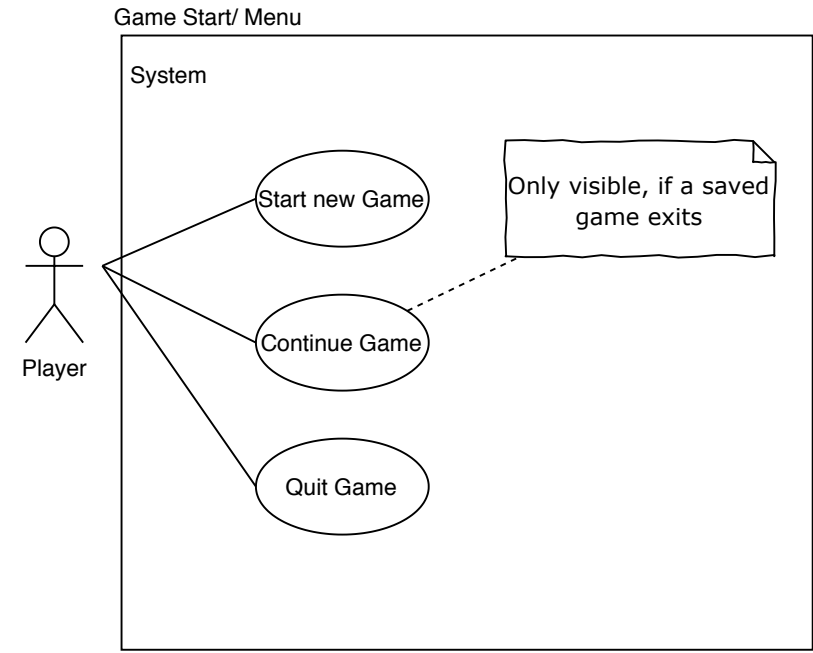 Game Start/ Menu
System
Start new Game
Only visible, if a saved
game exits
Continue Game
Player
Quit Game